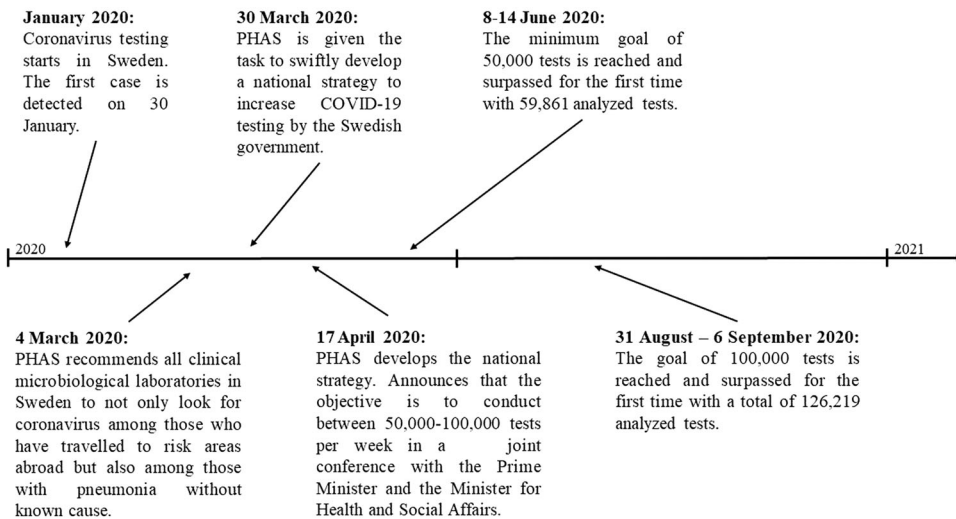 January 2020:
Coronavirus testing
starts in Sweden.
The first case is
detected on 30
January.
30 March 2020:
PHAS is given the
task to swiftly develop
a national strategy to
increase COVID-19
testing by the Swedish
government.
8-14 June 2020:
The minimum goal of
50,000 tests is reached and
surpassed for the first time
with 59,861 analyzed tests.
2020
2021
4 March 2020:
PHAS recommends all clinical
microbiological laboratories in
Sweden to not only look for
coronavirus among those who
have travelled to risk areas
abroad but also among those
with pneumonia without
known cause.
17 April 2020:
PHAS develops the national
strategy. Announces that the
objective is to conduct
between 50,000-100,000 tests
per week in a joint
conference with the Prime
Minister and the Minister for
Health and Social Affairs.
31 August – 6 September 2020:
The goal of 100,000 tests is
reached and surpassed for the
first time with a total of 126,219
analyzed tests.